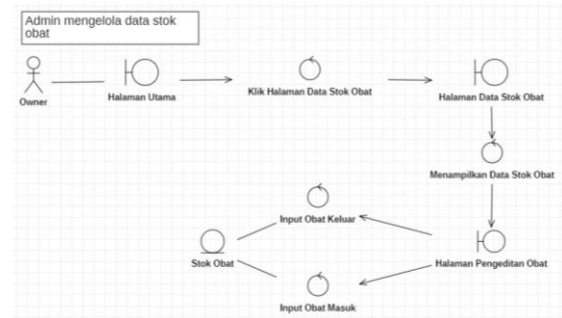 Admin mengelola data stok
obat
Owner
Halaman Utama
Klik Halaman Data Stok Obat
Halaman Data Stok Obat
Menampilkan Data Stok Obat
Input Obat Keluar
Stok Obat
Halaman Pengeditan Obat
Input Obat Masuk